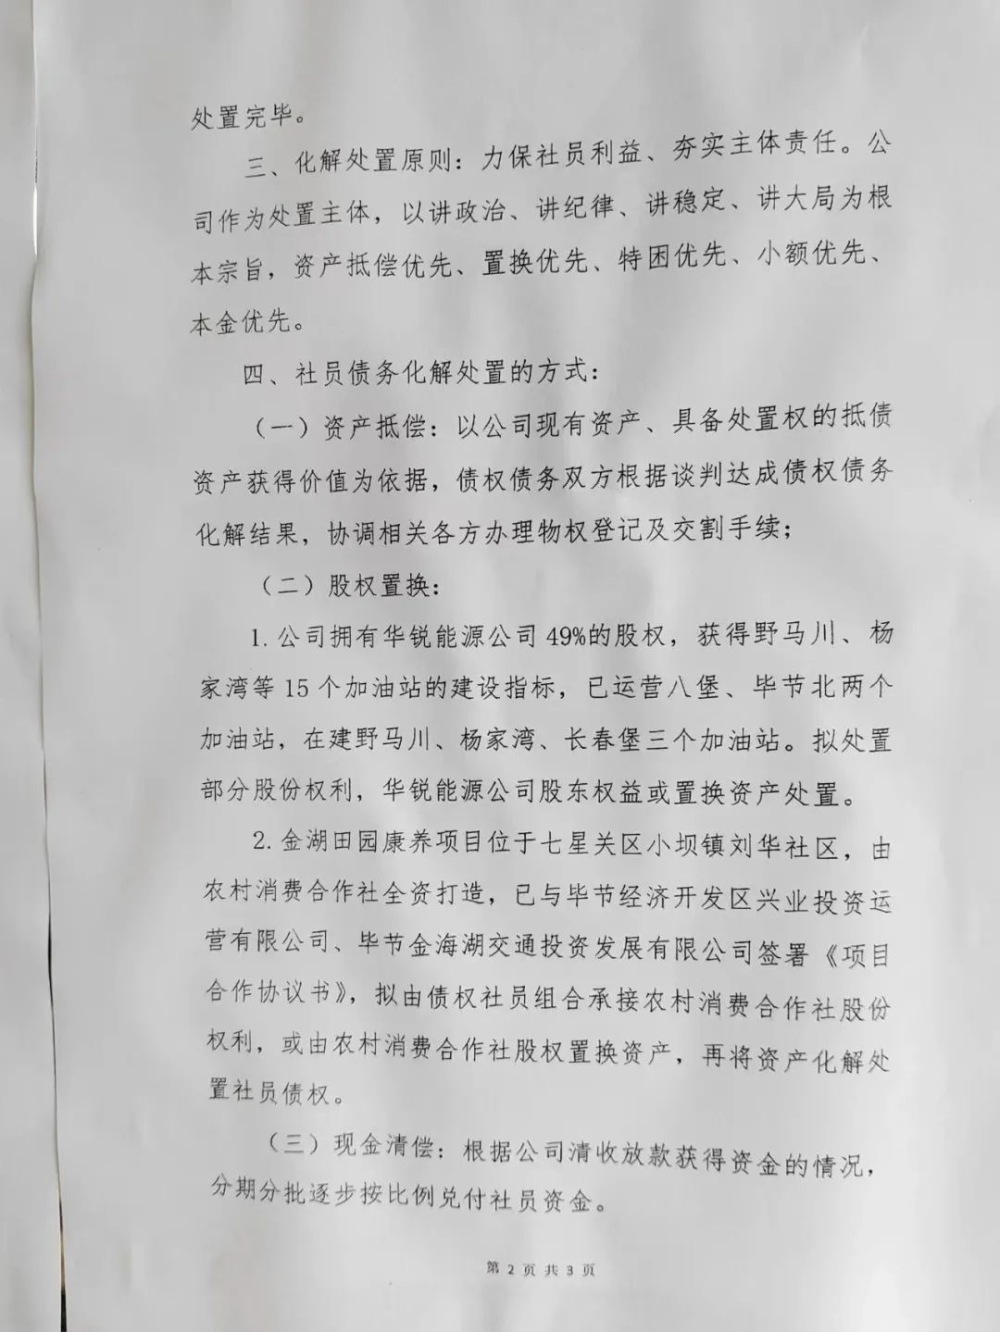 处置完毕。
三、化解处置原则：力保社员利益、夯实主体责任。公
司作为处置主体，以讲政治、讲纪律、讲稳定、讲大局为根
本宗旨，资产抵偿优先、置换优先、特困优先、小额优先、
本金优先。
四、社员债务化解处置的方式：
（一）资产抵偿：以公司现有资产、具备处置权的抵债
资产获得价值为依据，债权债务双方根据谈判达成债权债务
化解结果，协调相关各方办理物权登记及交割手续；
（二）股权置换：
1.公司拥有华锐能源公司49%的股权，获得野马川、杨
家湾等15个加油站的建设指标，已运营八堡、毕节北两个
加油站，在建野马川、杨家湾、长春堡三个加油站。拟处置
部分股份权利，华锐能源公司股东权益或置换资产处置。
2.金湖田园康养项目位于七星关区小坝镇刘华社区，由
农村消费合作社全资打造，已与毕节经济开发区兴业投资运
营有限公司、毕节金海湖交通投资发展有限公司签署《项目
合作协议书》，拟由债权社员组合承接农村消费合作社股份
权利，或由农村消费合作社股权置换资产，再将资产化解处
置社员债权。
（三）现金清偿：根据公司清收放款获得资金的情况，
分期分批逐步按比例兑付社员资金。
第 2 页 共 3 页